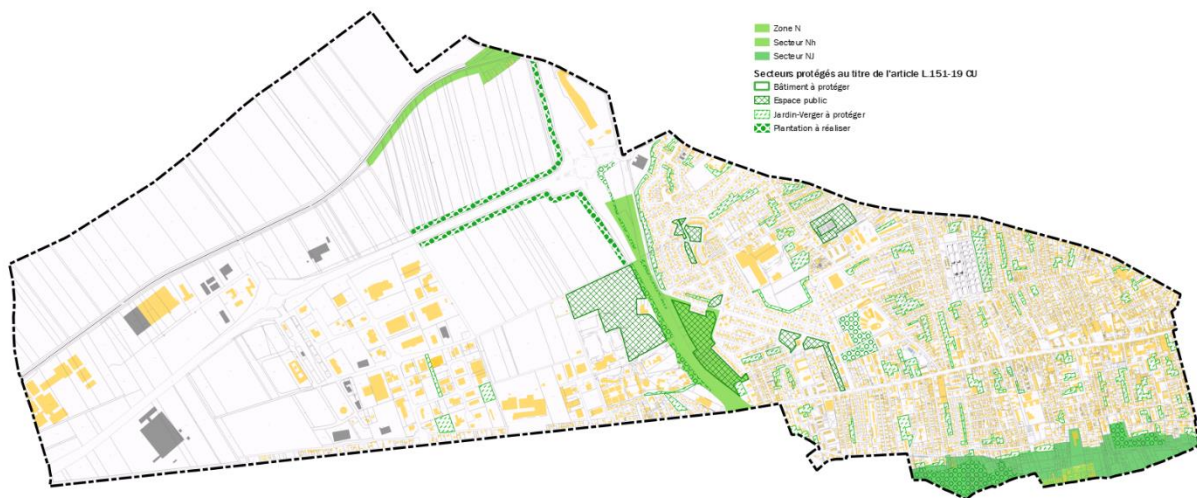 Zone N
Secteur Nh
Secteur NJ
Secteurs protégés au titre de l'article L.151-19 CU
Bâtiment à protéger
Espace public
Jardin-Verger à protéger
Plantation à réaliser